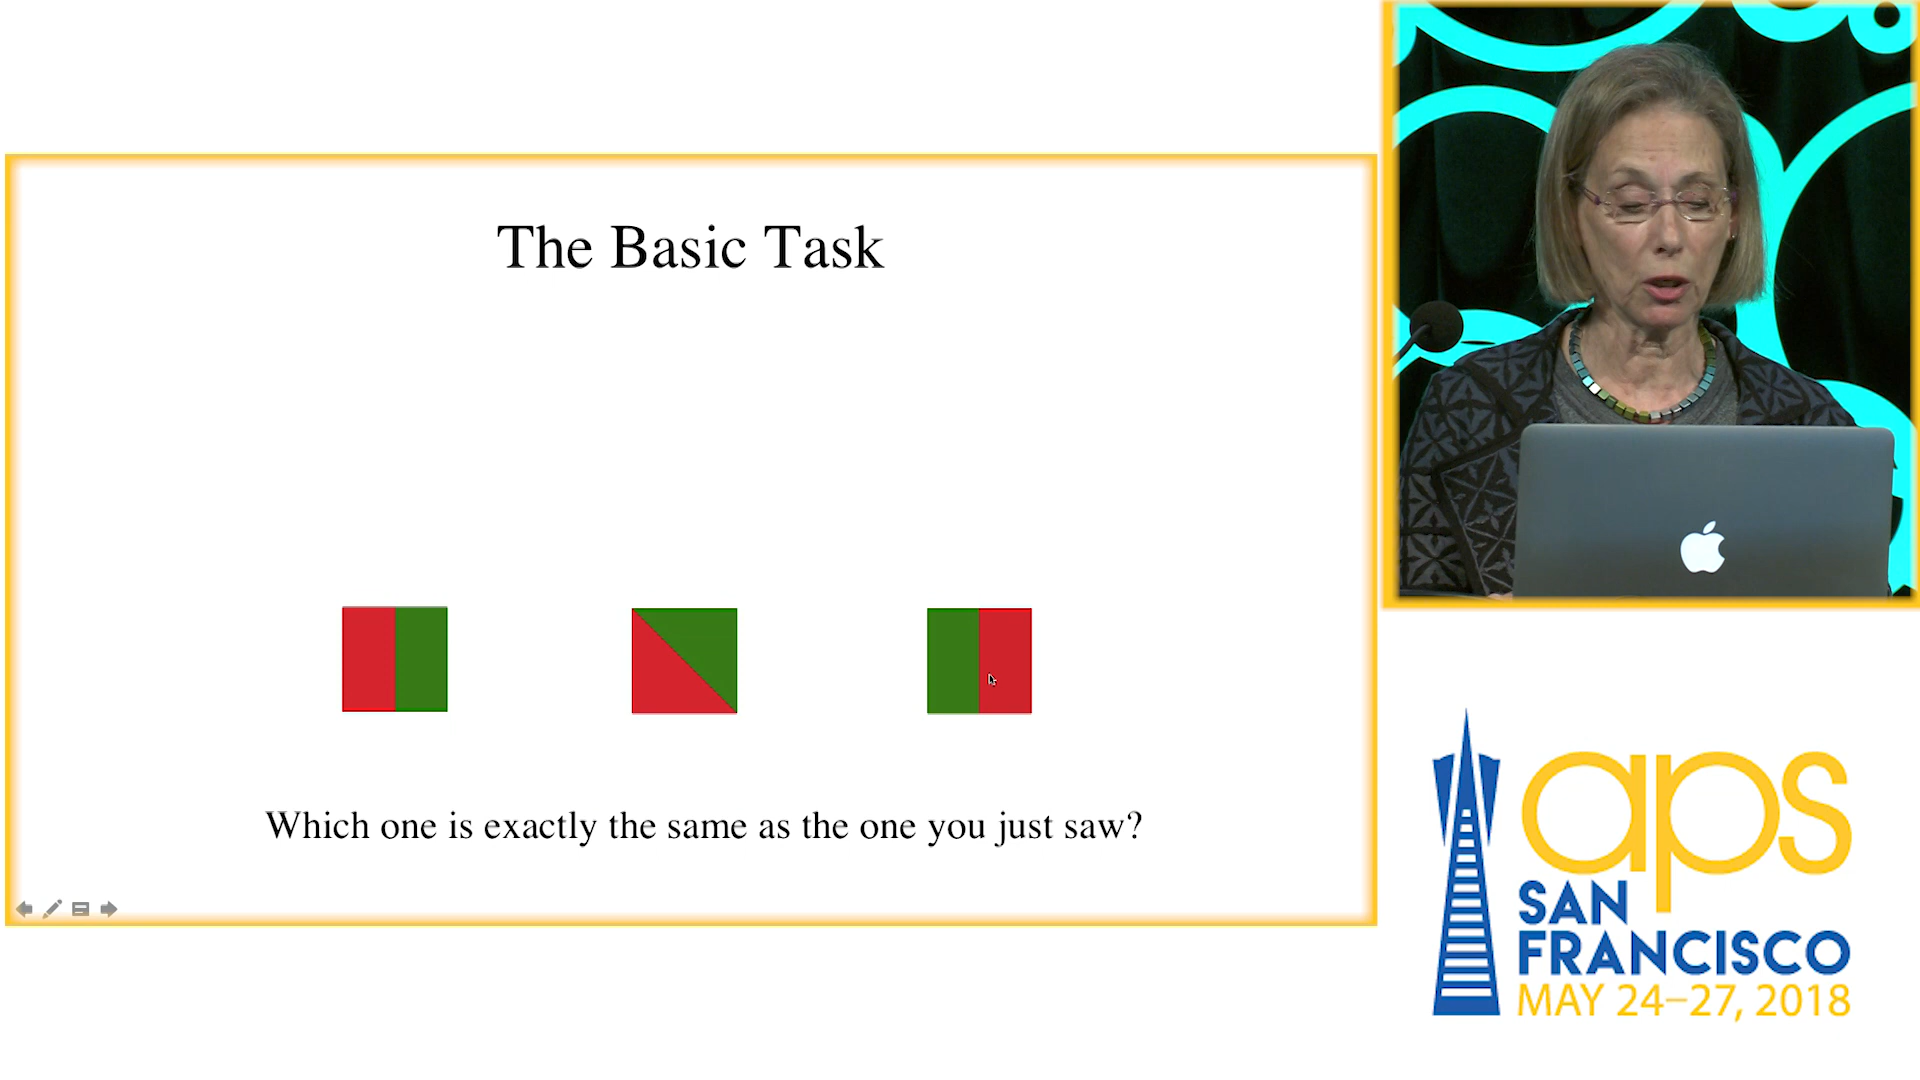 The Basic Task
Which one is exactly the same as the one you just saw?
aps
SAN
FRANCISCO
MAY 24–27, 2018